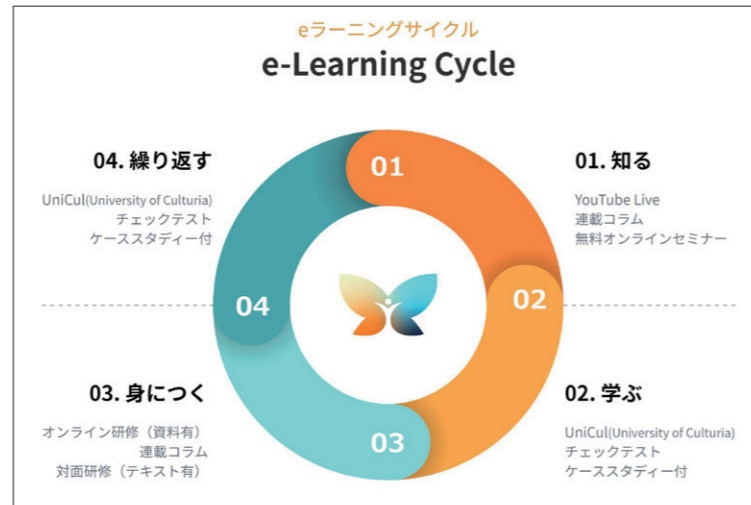 eラーニングサイクル
e-Learning Cycle
01
02
03
04
01. 知る
YouTube Live
連載コラム
無料オンラインセミナー
02. 学ぶ
UniCul(University of Culturia)
チェックテスト
ケーススタディー付
03. 身につく
オンライン研修（資料有）
連載コラム
対面研修（テキスト有）
04. 繰り返す
UniCul(University of Culturia)
チェックテスト
ケーススタディー付